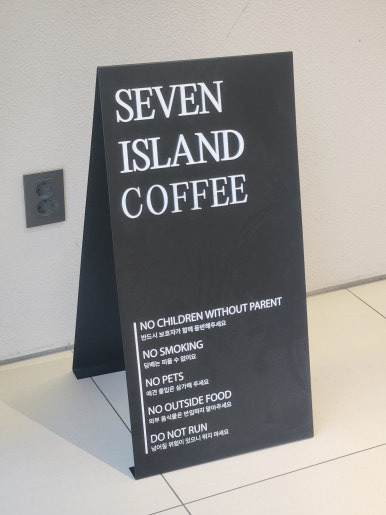 SEVEN
ISLAND
COFFEE
NO CHILDREN WITHOUT PARENT
반드시 보호자가 함께 동반해주세요
NO SMOKING
담배는 피울 수 없어요
NO PETS
애견 출입은 삼가해 주세요
NO OUTSIDE FOOD
외부 음식물은 반입하지 말아주세요
DO NOT RUN
넘어질 위험이 있으니 뛰지 마세요